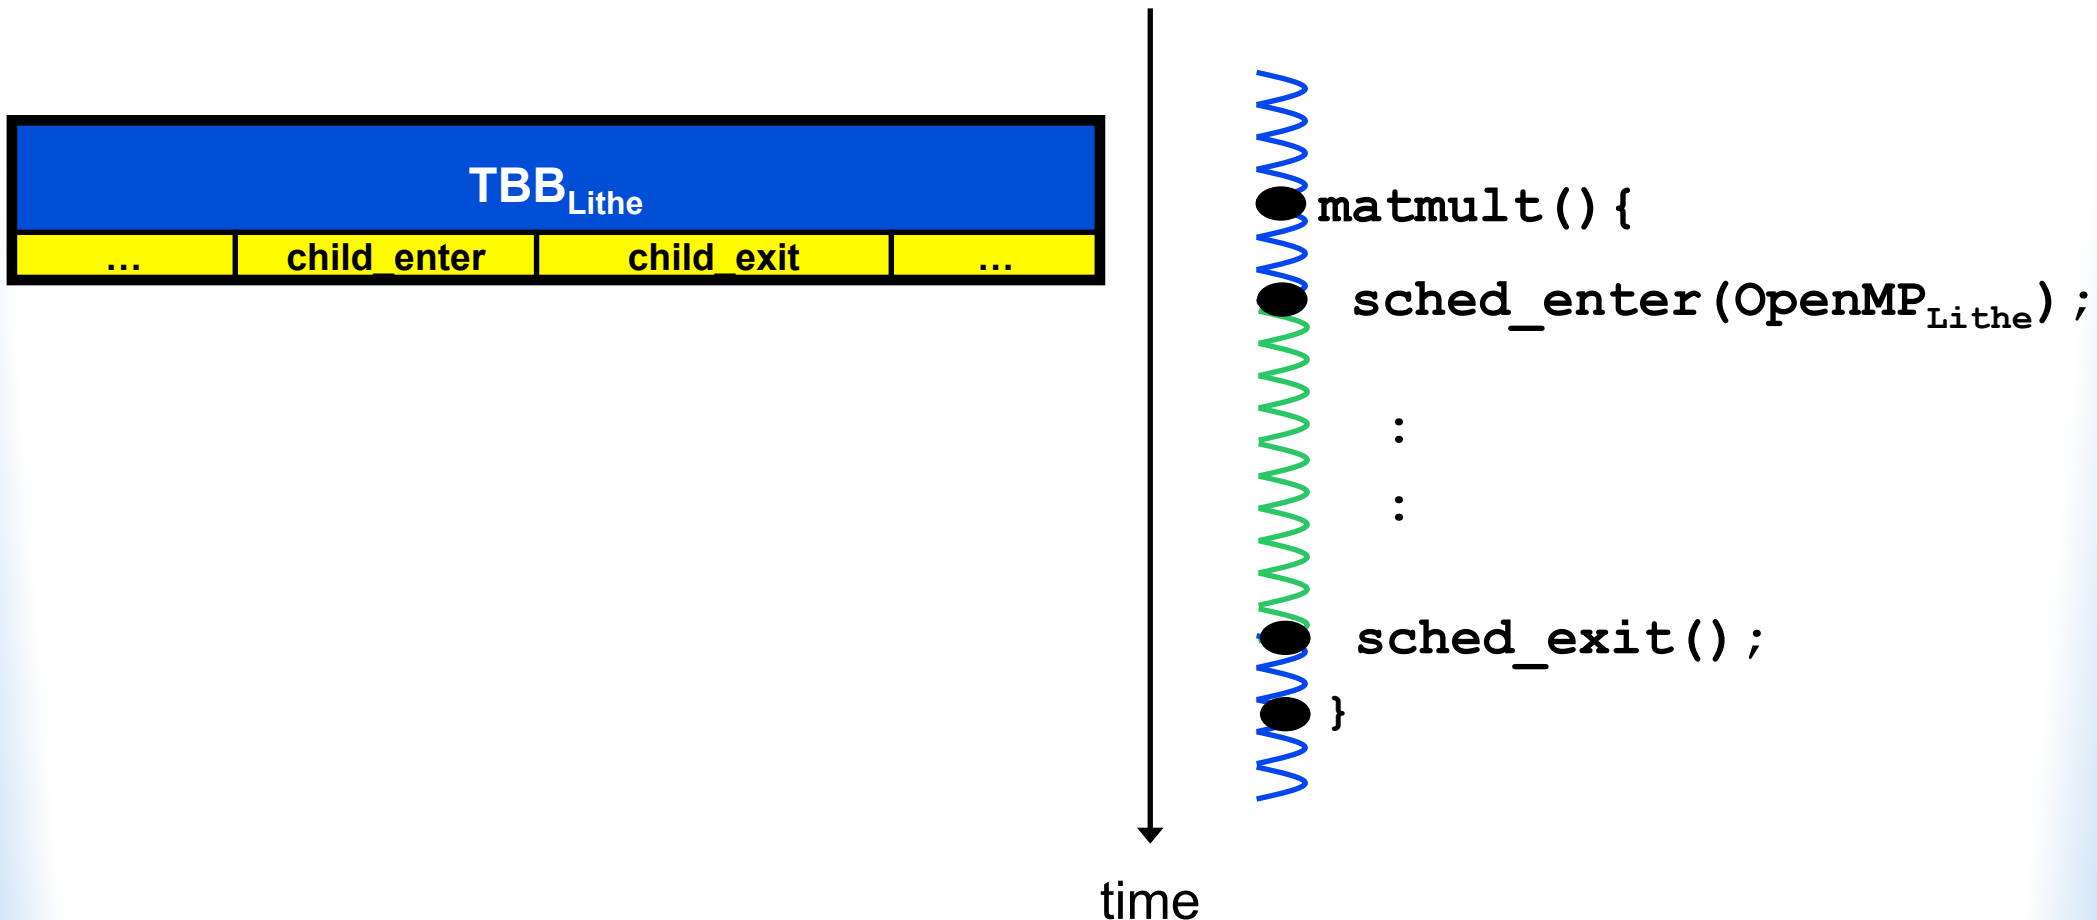 TBBLithe
… child_enter child_exit …
matmult(){
sched_enter(OpenMPLithe);
:
:
sched_exit();
}
time